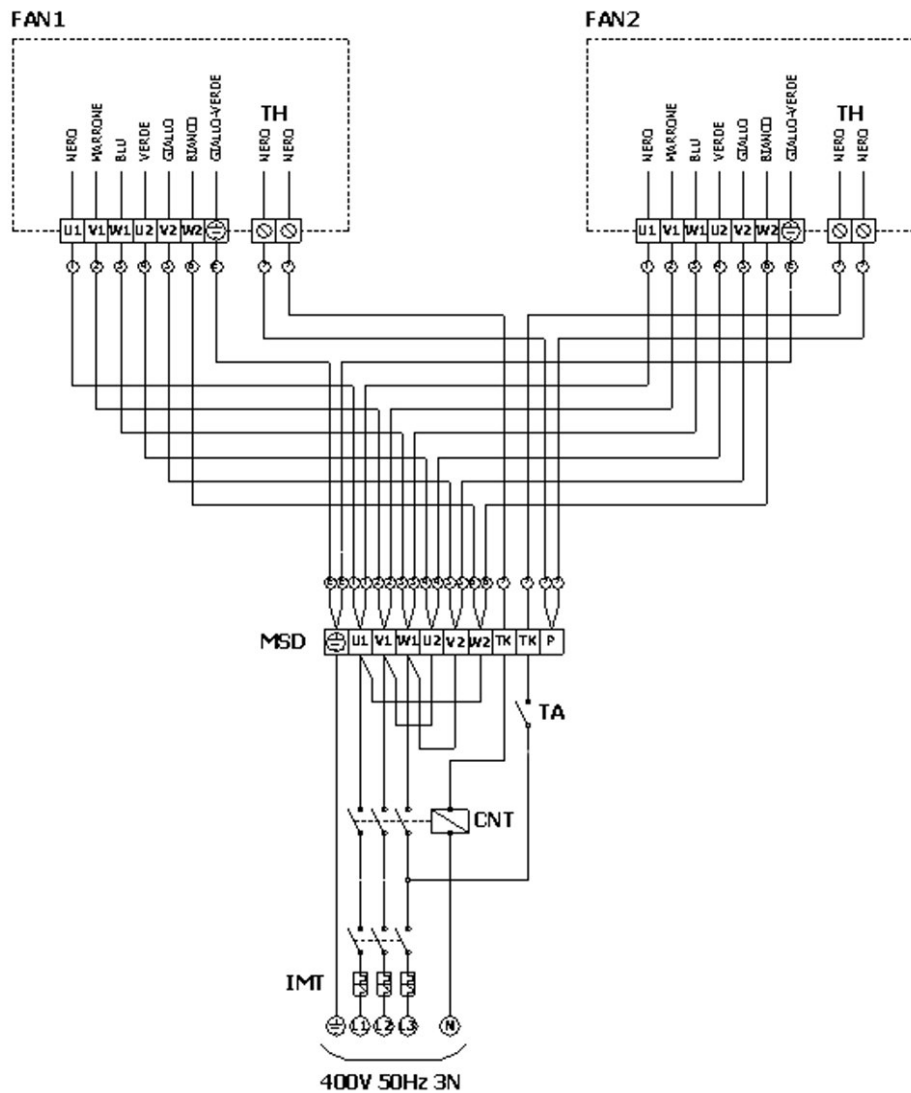 FAN1 FAN2
NERO MARRONE BLU VERDE GIALLO BIANCO GIALLO-VERDE TH NERO NERO
NERO MARRONE BLU VERDE GIALLO BIANCO GIALLO-VERDE TH NERO NERO
U1 V1 W1 U2 V2 W2
U1 V1 W1 U2 V2 W2
MSD U1 V1 W1 U2 V2 W2 TK TK P
TA
CNT
IMT
L1 L2 L3 N
400V 50Hz 3N